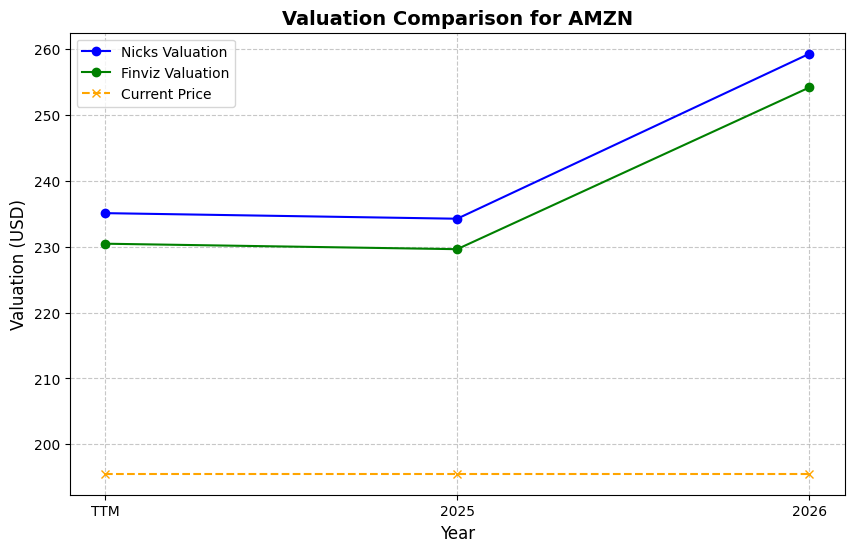 Valuation Comparison for AMZN
Nicks Valuation
Finviz Valuation
Current Price
Valuation (USD)
260
250
240
230
220
210
200
TTM
2025
2026
Year